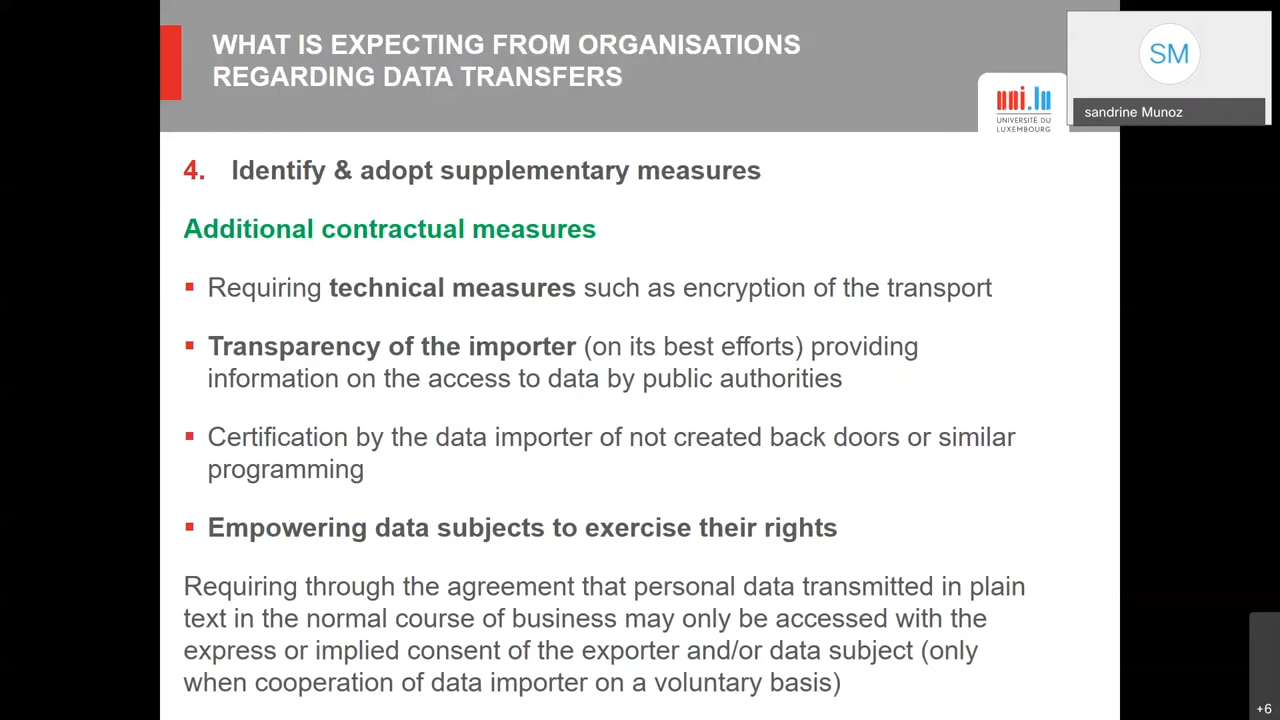 WHAT IS EXPECTING FROM ORGANISATIONS
REGARDING DATA TRANSFERS
SM
sandrine Munoz
uni.lu
UNIVERSITÉ DU
LUXEMBOURG
4. Identify & adopt supplementary measures
Additional contractual measures
▪ Requiring technical measures such as encryption of the transport
▪ Transparency of the importer (on its best efforts) providing
information on the access to data by public authorities
▪ Certification by the data importer of not created back doors or similar
programming
▪ Empowering data subjects to exercise their rights
Requiring through the agreement that personal data transmitted in plain
text in the normal course of business may only be accessed with the
express or implied consent of the exporter and/or data subject (only
when cooperation of data importer on a voluntary basis)
+6